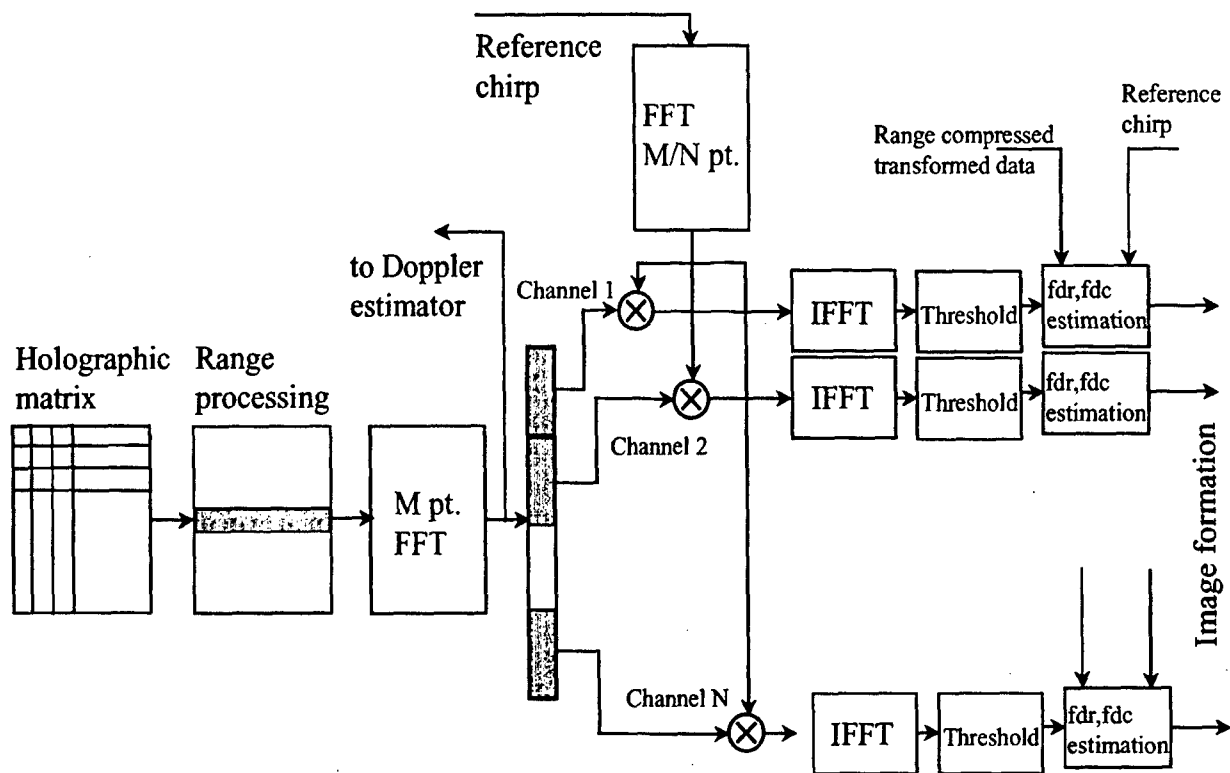 Reference
chirp
FFT
M/N pt.
Reference
chirp
Range compressed
transformed data
to Doppler
estimator
Channel 1
IFFT
Threshold
fdr,fdc
estimation
Holographic
matrix
Range
processing
Channel 2
IFFT
Threshold
fdr,fdc
estimation
M pt.
FFT
Image formation
Channel N
IFFT
Threshold
fdr,fdc
estimation